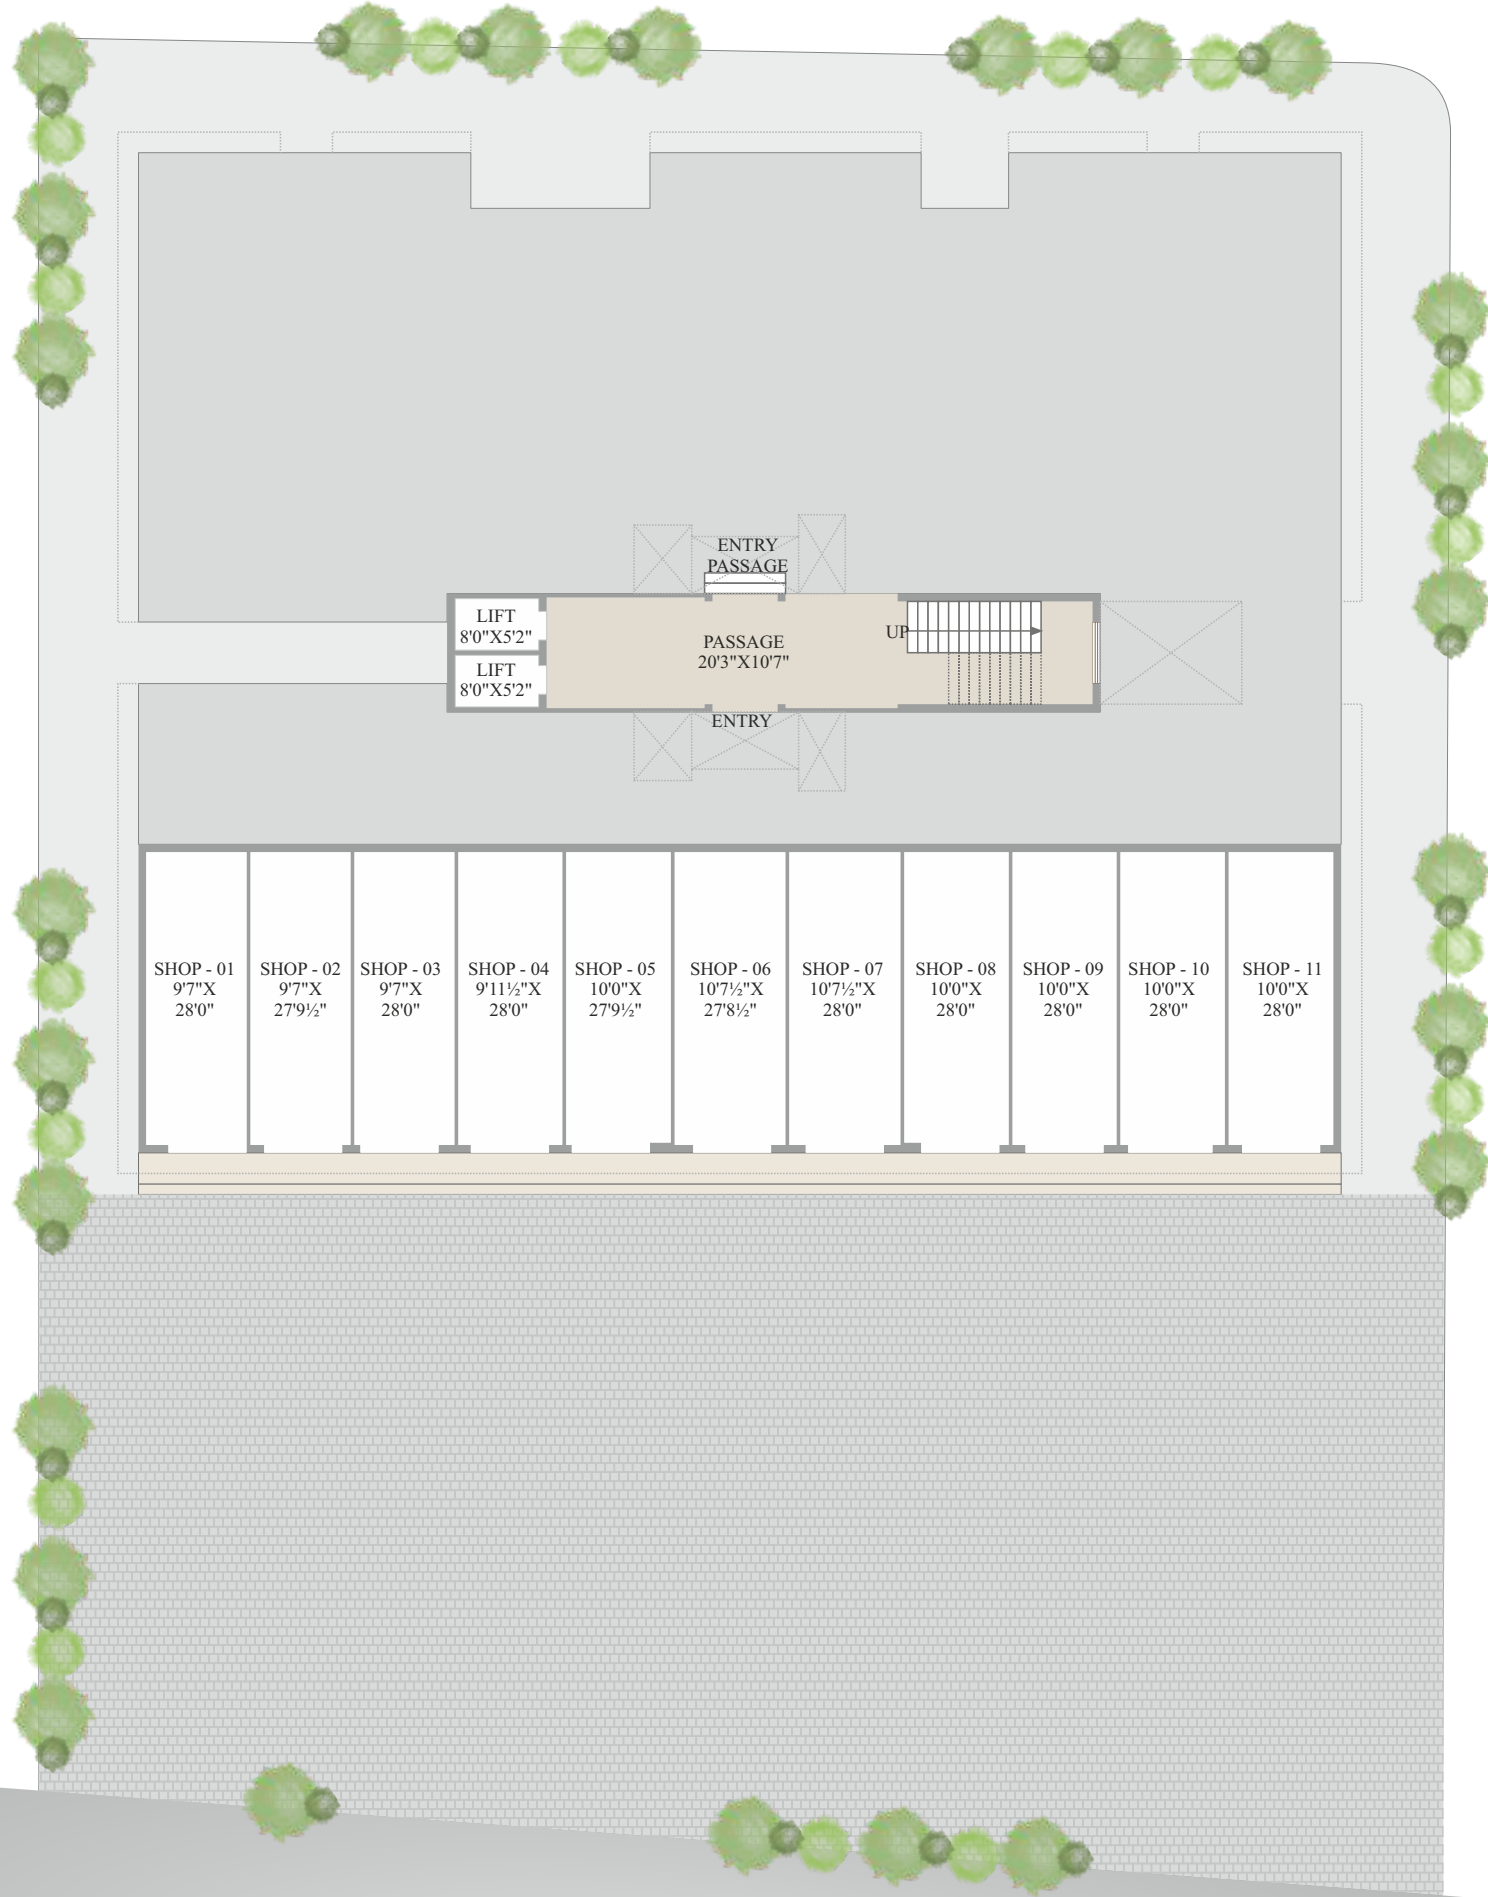 ENTRY
PASSAGE
LIFT
8'0"X5'2"
PASSAGE
20'3"X10'7"
UP
LIFT
8'0"X5'2"
ENTRY
SHOP - 01
9'7"X
28'0"
SHOP - 02
9'7"X
27'9½"
SHOP - 03
9'7"X
28'0"
SHOP - 04
9'11½"X
28'0"
SHOP - 05
10'0"X
27'9½"
SHOP - 06
10'7½"X
27'8½"
SHOP - 07
10'7½"X
28'0"
SHOP - 08
10'0"X
28'0"
SHOP - 09
10'0"X
28'0"
SHOP - 10
10'0"X
28'0"
SHOP - 11
10'0"X
28'0"